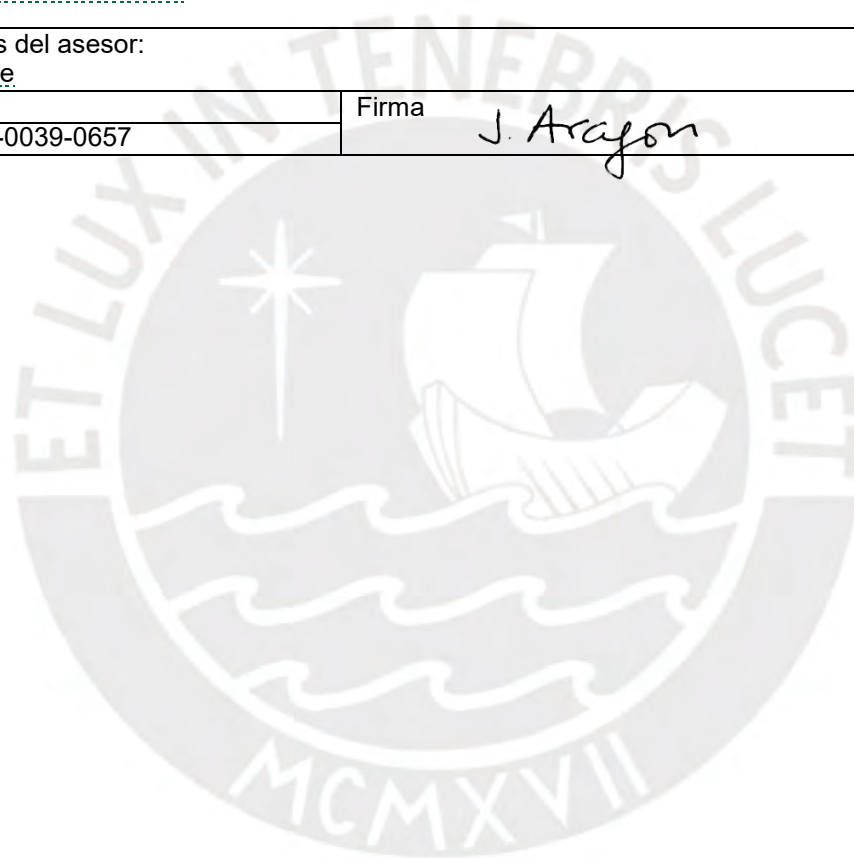 s del asesor:
e
Firma
-0039-0657
J. Aragon
ET LUX IN TENEBRIS LUCET
MCMXVII